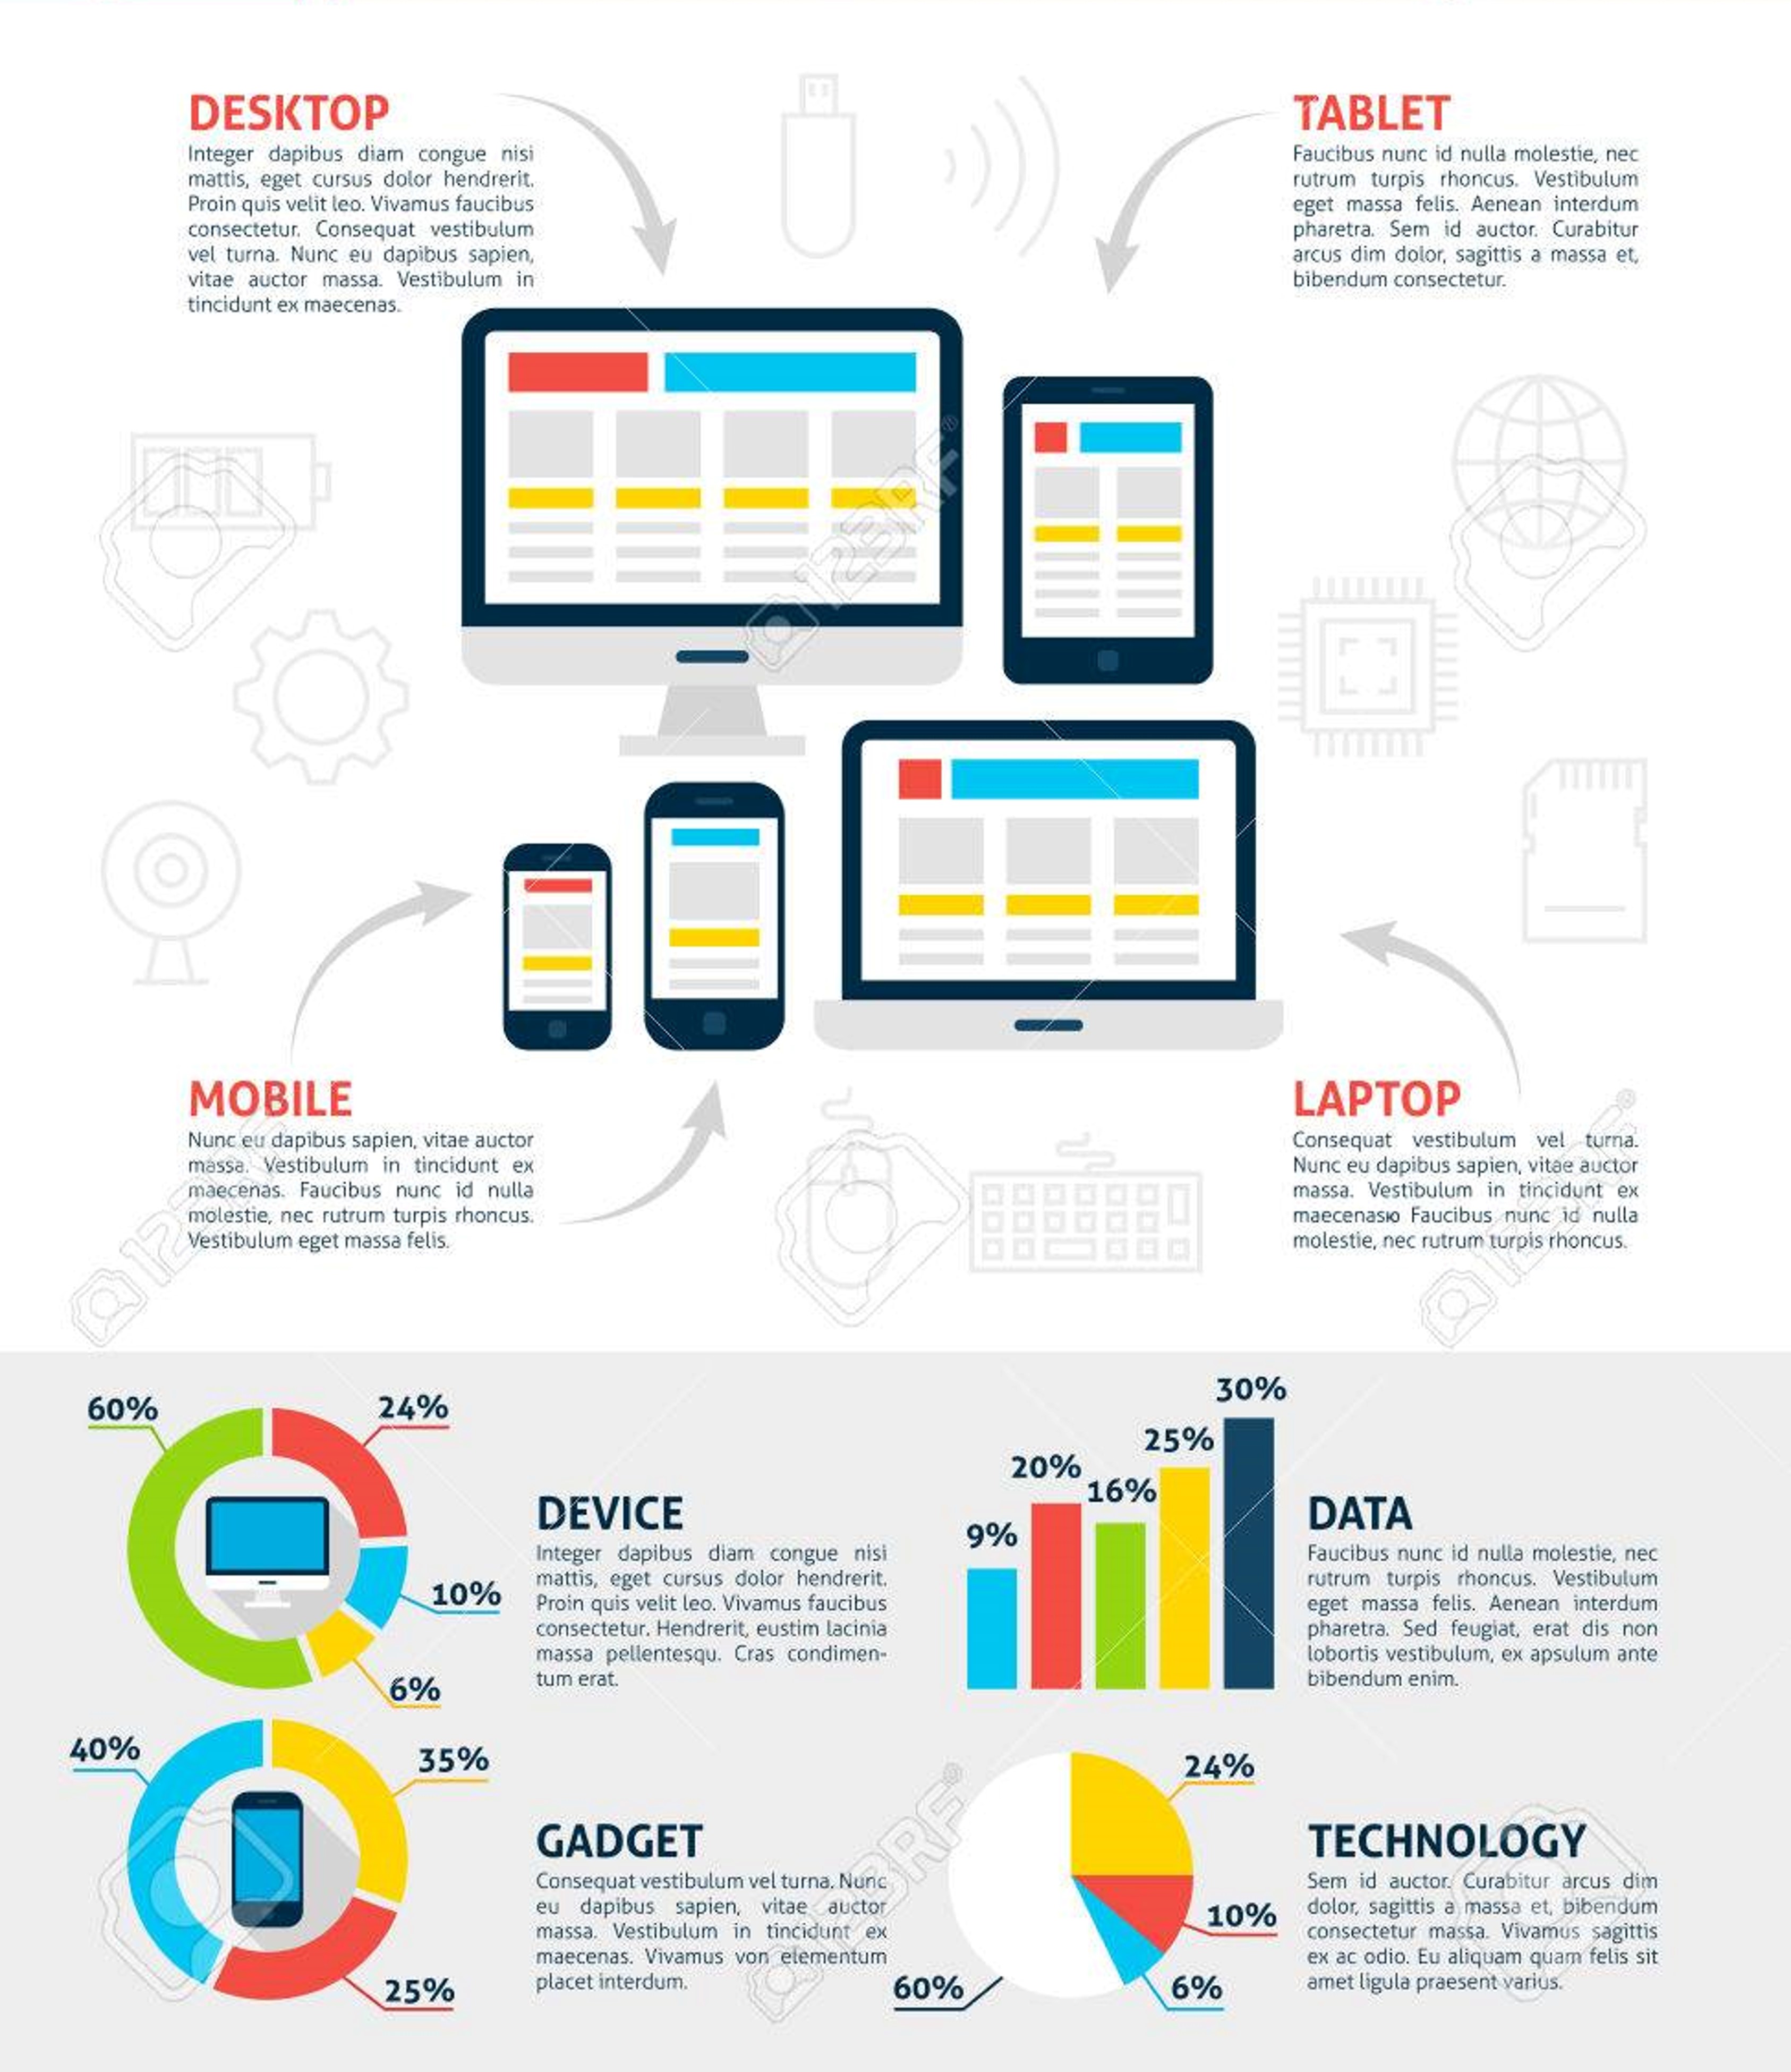 DESKTOP
Integer dapibus diam congue nisi
mattis, eget cursus dolor hendrerit.
Proin quis velit leo. Vivamus faucibus
consectetur. Consequat vestibulum
vel turna. Nunc eu dapibus sapien,
vitae auctor massa. Vestibulum in
tincidunt ex maecenas.
TABLET
Faucibus nunc id nulla molestie, nec
rutrum turpis rhoncus. Vestibulum
eget massa felis. Aenean interdum
pharetra. Sem id auctor. Curabitur
arcus dim dolor, sagittis a massa et,
bibendum consectetur.
123RF®
MOBILE
Nunc eu dapibus sapien, vitae auctor
massa. Vestibulum in tincidunt ex
maecenas. Faucibus nunc id nulla
molestie, nec rutrum turpis rhoncus.
Vestibulum eget massa felis.
123RF
LAPTOP
Consequat vestibulum vel turna.
Nunc eu dapibus sapien, vitae auctor
massa. Vestibulum in tincidunt ex
maecenasю Faucibus nunc id nulla
molestie, nec rutrum turpis rhoncus.
123RF®
60%
24%
10%
6%
DEVICE
Integer dapibus diam congue nisi
mattis, eget cursus dolor hendrerit.
Proin quis velit leo. Vivamus faucibus
consectetur. Hendrerit, eustim lacinia
massa pellentesqu. Cras condimen-
tum erat.
9%
20%
16%
25%
30%
DATA
Faucibus nunc id nulla molestie, nec
rutrum turpis rhoncus. Vestibulum
eget massa felis. Aenean interdum
pharetra. Sed feugiat, erat dis non
lobortis vestibulum, ex apsulum ante
bibendum enim.
40%
35%
25%
GADGET
Consequat vestibulum vel turna. Nunc
eu dapibus sapien, vitae auctor
massa. Vestibulum in tincidunt ex
maecenas. Vivamus von elementum
placet interdum.
123RF®
24%
10%
6%
60%
TECHNOLOGY
Sem id auctor. Curabitur arcus dim
dolor, sagittis a massa et, bibendum
consectetur massa. Vivamus sagittis
ex ac odio. Eu aliquam quam felis sit
amet ligula praesent varius.